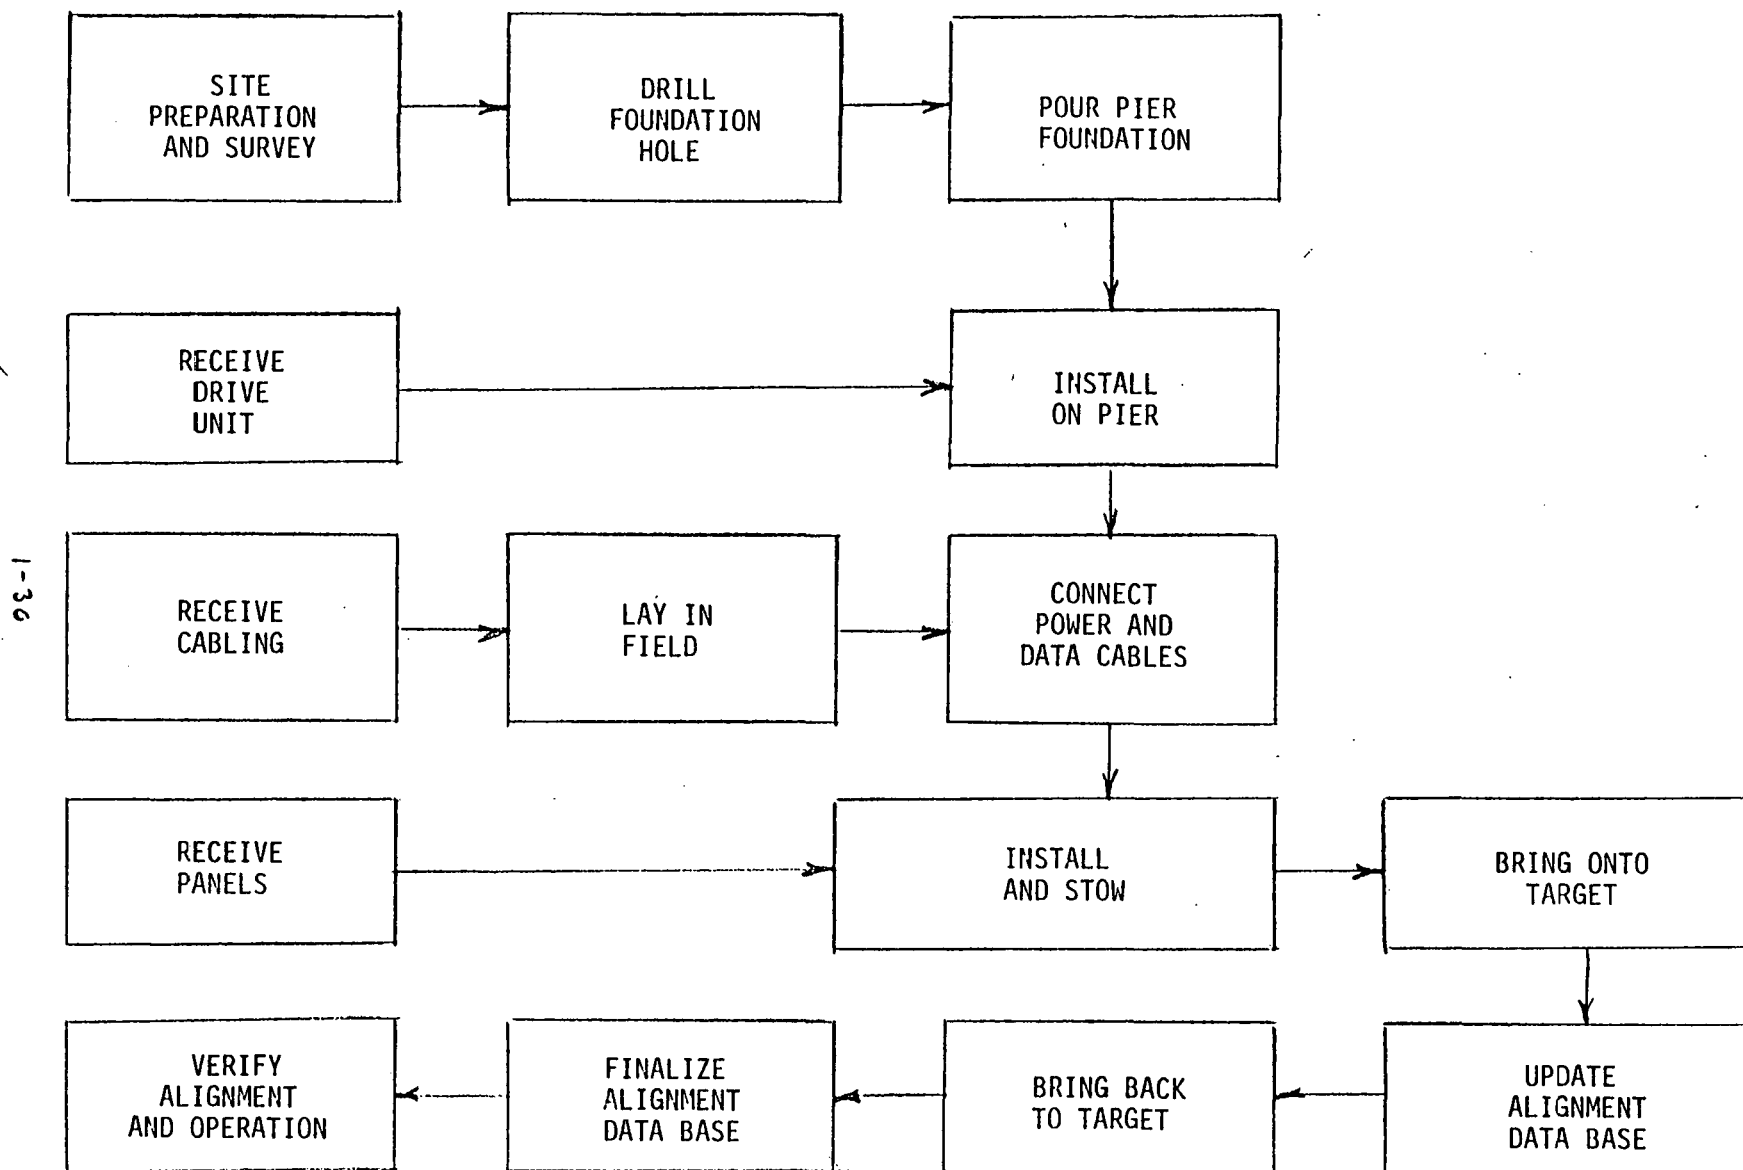 SITE
PREPARATION
AND SURVEY
DRILL
FOUNDATION
HOLE
POUR PIER
FOUNDATION
RECEIVE
DRIVE
UNIT
INSTALL
ON PIER
RECEIVE
CABLING
LAY IN
FIELD
CONNECT
POWER AND
DATA CABLES
RECEIVE
PANELS
INSTALL
AND STOW
BRING ONTO
TARGET
VERIFY
ALIGNMENT
AND OPERATION
FINALIZE
ALIGNMENT
DATA BASE
BRING BACK
TO TARGET
UPDATE
ALIGNMENT
DATA BASE
1-30